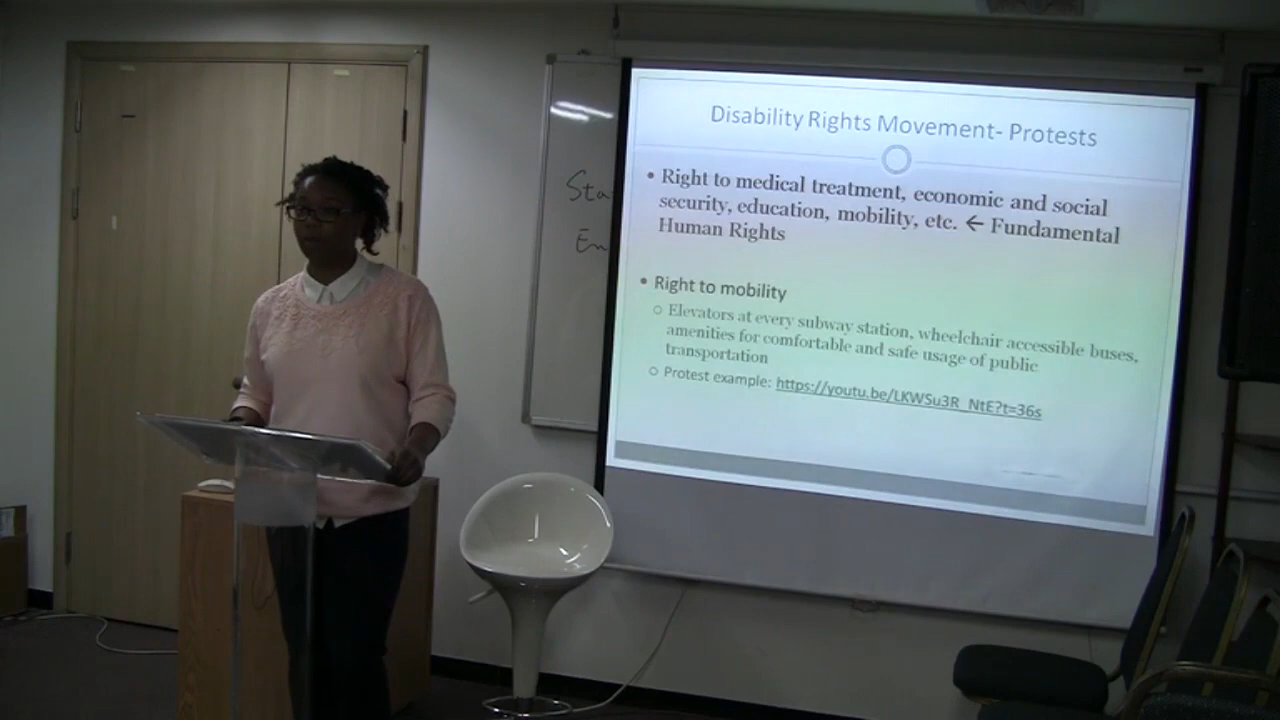 Disability Rights Movement- Protests
• Right to medical treatment, economic and social
security, education, mobility, etc. ← Fundamental
Human Rights
• Right to mobility
○ Elevators at every subway station, wheelchair accessible buses,
amenities for comfortable and safe usage of public
transportation
○ Protest example: https://youtu.be/LKWSu3R_NtE?t=36s
Sta
En